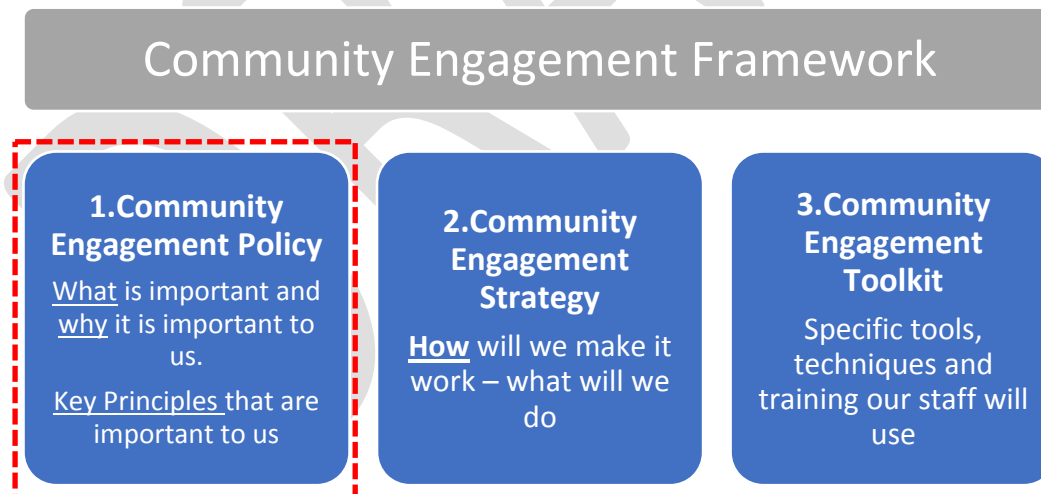 Community Engagement Framework
1.Community
Engagement Policy
What is important and
why it is important to
us.
Key Principles that are
important to us
2.Community
Engagement
Strategy
How will we make it
work – what will we
do
3.Community
Engagement
Toolkit
Specific tools,
techniques and
training our staff will
use